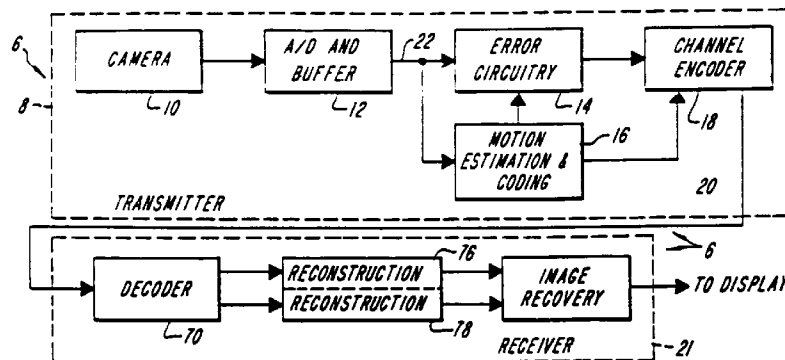 CAMERA
10
A/D AND
BUFFER
12
22
ERROR
CIRCUITRY
14
CHANNEL
ENCODER
18
6
8
MOTION
ESTIMATION &
CODING
16
20
TRANSMITTER
6
DECODER
70
76
RECONSTRUCTION
RECONSTRUCTION
78
IMAGE
RECOVERY
TO DISPLAY
RECEIVER
21